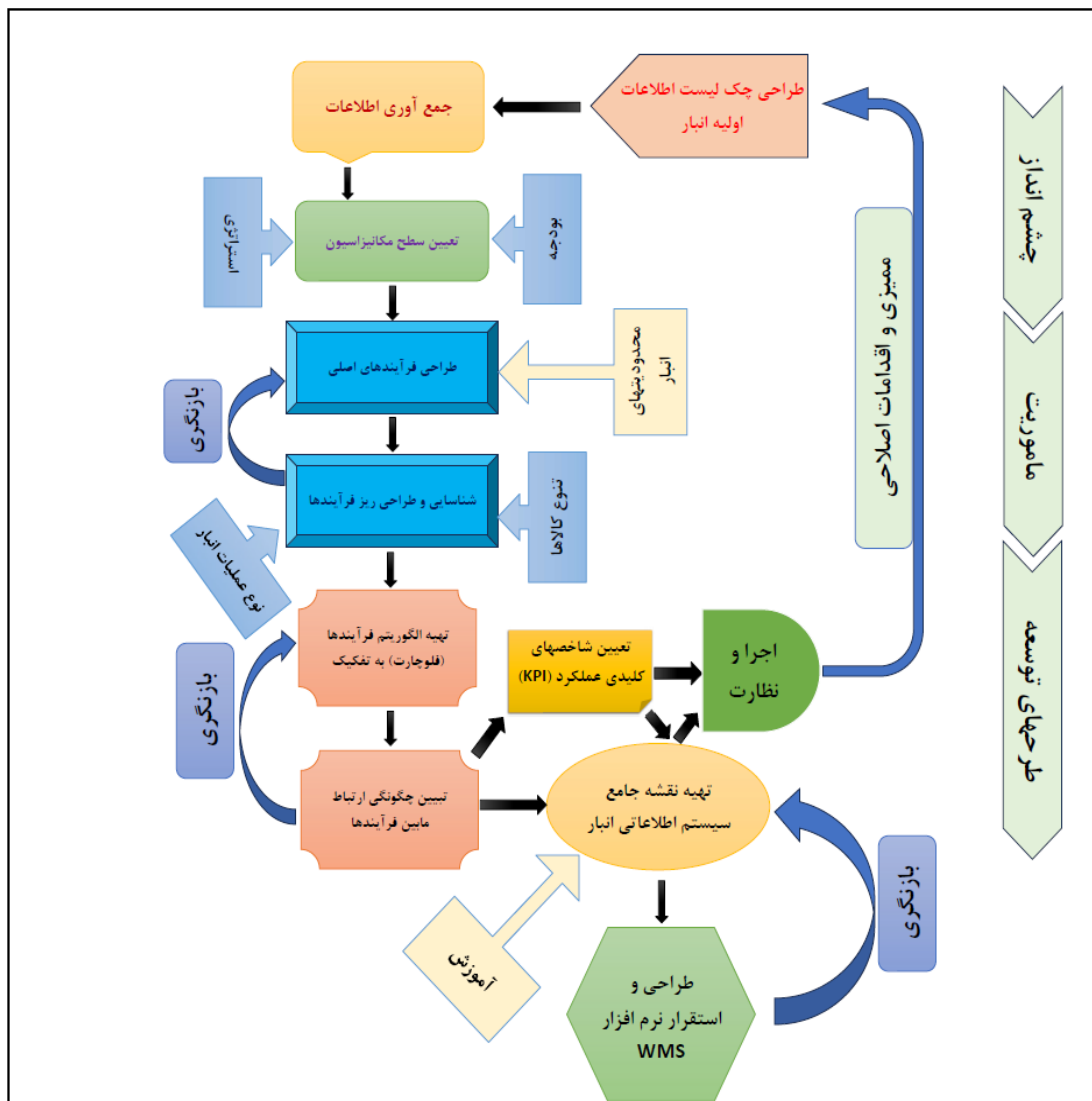 طراحی چک لیست اطلاعات
اولیه انبار
جمع آوری اطلاعات
چشم انداز
استراتژی
تعیین سطح مکانیزاسیون
بودجه
طراحی فرآیندهای اصلی
محدودیتهای
انبار
بازنگری
ممیزی و اقدامات اصلاحی
ماموریت
شناسایی و طراحی ریز فرآیندها
تنوع کالاها
نوع عملیات انبار
تهیه الگوریتم فرآیندها
(فلوچارت) به تفکیک
بازنگری
تعیین شاخصهای
کلیدی عملکرد (KPI)
اجرا و
نظارت
طرحهای توسعه
تبیین چگونگی ارتباط
مابین فرآیندها
تهیه نقشه جامع
سیستم اطلاعاتی انبار
آموزش
بازنگری
طراحی و
استقرار نرم افزار
WMS